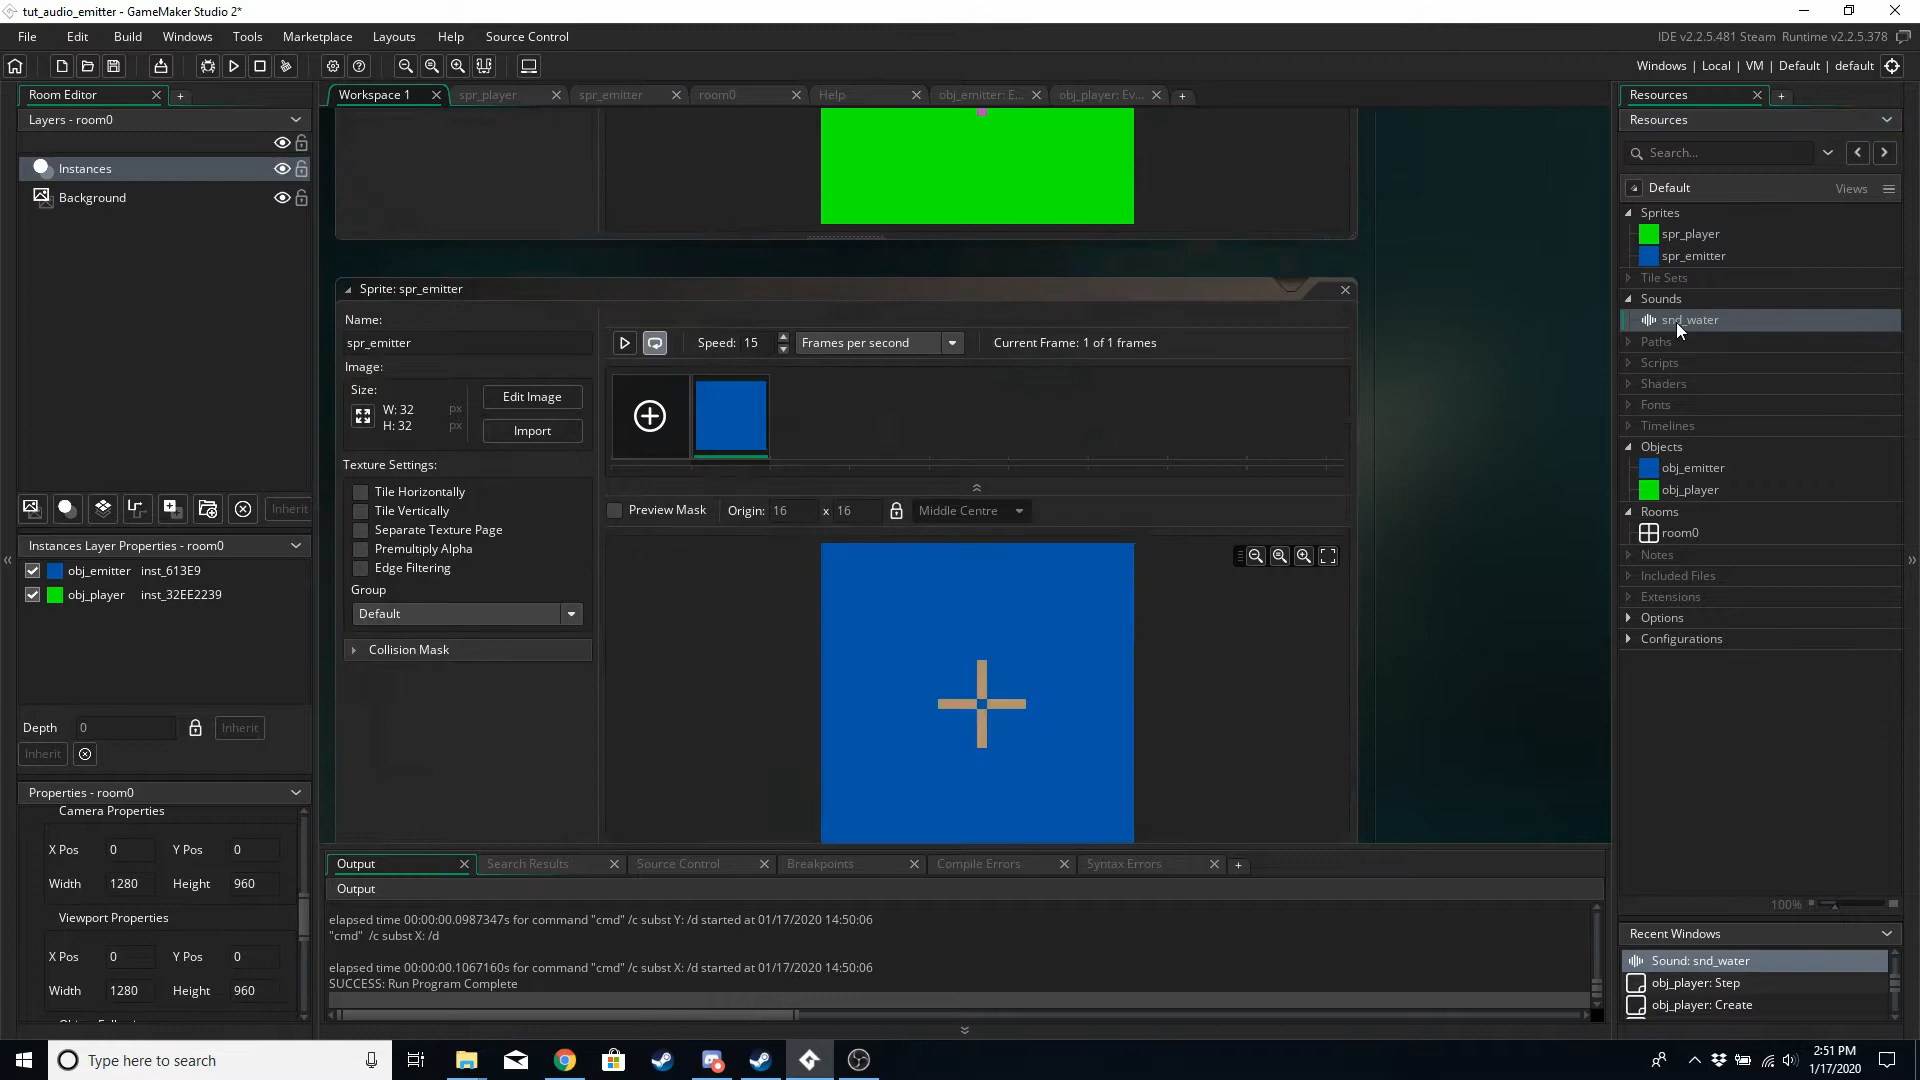 tut_audio_emitter - GameMaker Studio 2*
File Edit Build Windows Tools Marketplace Layouts Help Source Control
IDE v2.2.5.481 Steam Runtime v2.2.5.378
Windows | Local | VM | Default | default
Room Editor
Layers - room0
Instances
Background
Inherit
Instances Layer Properties - room0
obj_emitter inst_613E9
obj_player inst_32EE2239
Depth 0 Inherit
Inherit
Properties - room0
Camera Properties
X Pos 0 Y Pos 0
Width 1280 Height 960
Viewport Properties
X Pos 0 Y Pos 0
Width 1280 Height 960
Workspace 1 spr_player spr_emitter room0 Help obj_emitter: E... obj_player: Ev...
Sprite: spr_emitter
Name:
spr_emitter
Image:
Size:
W: 32 px
H: 32 px
Edit Image
Import
Texture Settings:
Tile Horizontally
Tile Vertically
Separate Texture Page
Premultiply Alpha
Edge Filtering
Group
Default
Collision Mask
Speed: 15 Frames per second Current Frame: 1 of 1 frames
Preview Mask Origin: 16 x 16 Middle Centre
Output Search Results Source Control Breakpoints Compile Errors Syntax Errors
Output
elapsed time 00:00:00.0987347s for command "cmd" /c subst Y: /d started at 01/17/2020 14:50:06
"cmd" /c subst X: /d
elapsed time 00:00:00.1067160s for command "cmd" /c subst X: /d started at 01/17/2020 14:50:06
SUCCESS: Run Program Complete
Resources
Resources
Search...
Default Views
Sprites
spr_player
spr_emitter
Tile Sets
Sounds
snd_water
Paths
Scripts
Shaders
Fonts
Timelines
Objects
obj_emitter
obj_player
Rooms
room0
Notes
Included Files
Extensions
Options
Configurations
100%
Recent Windows
Sound: snd_water
obj_player: Step
obj_player: Create
Type here to search
2:51 PM
1/17/2020